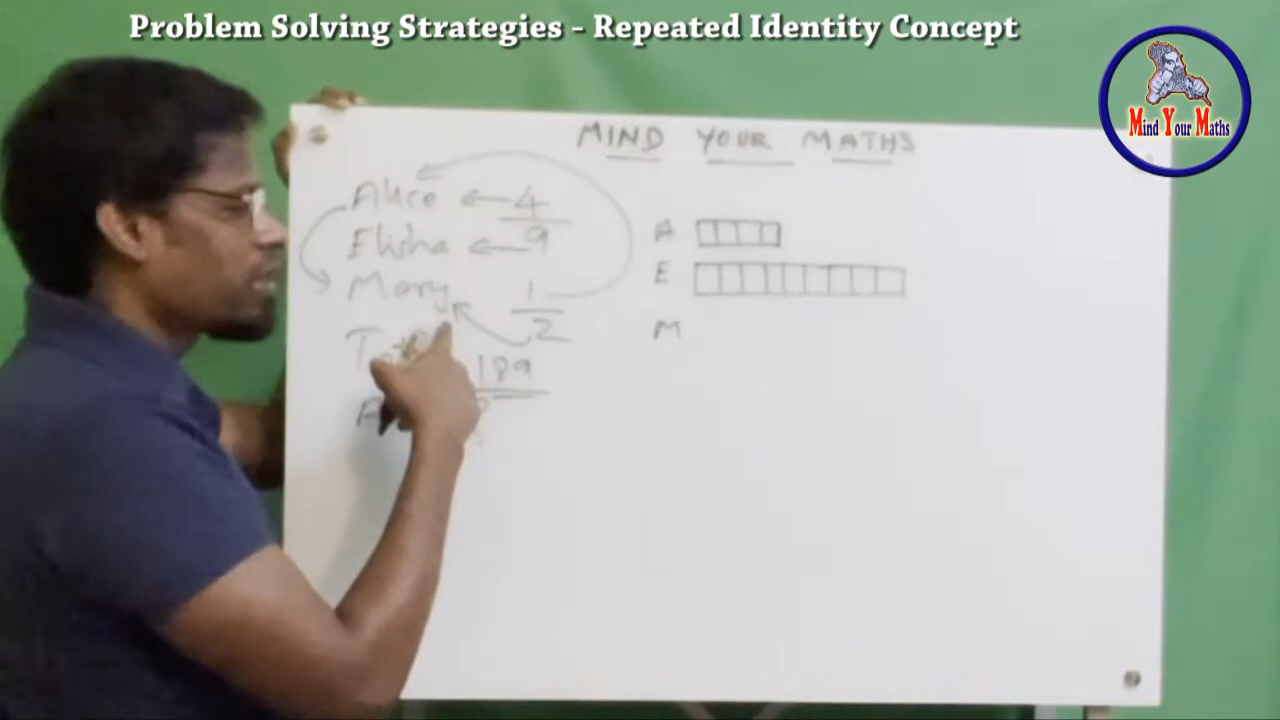 Problem Solving Strategies - Repeated Identity Concept
Mind Your Maths
MIND YOUR MATHS
Alice ← 4
Elisha ← 9
Mary 1
2
189
A ?
A
E
M